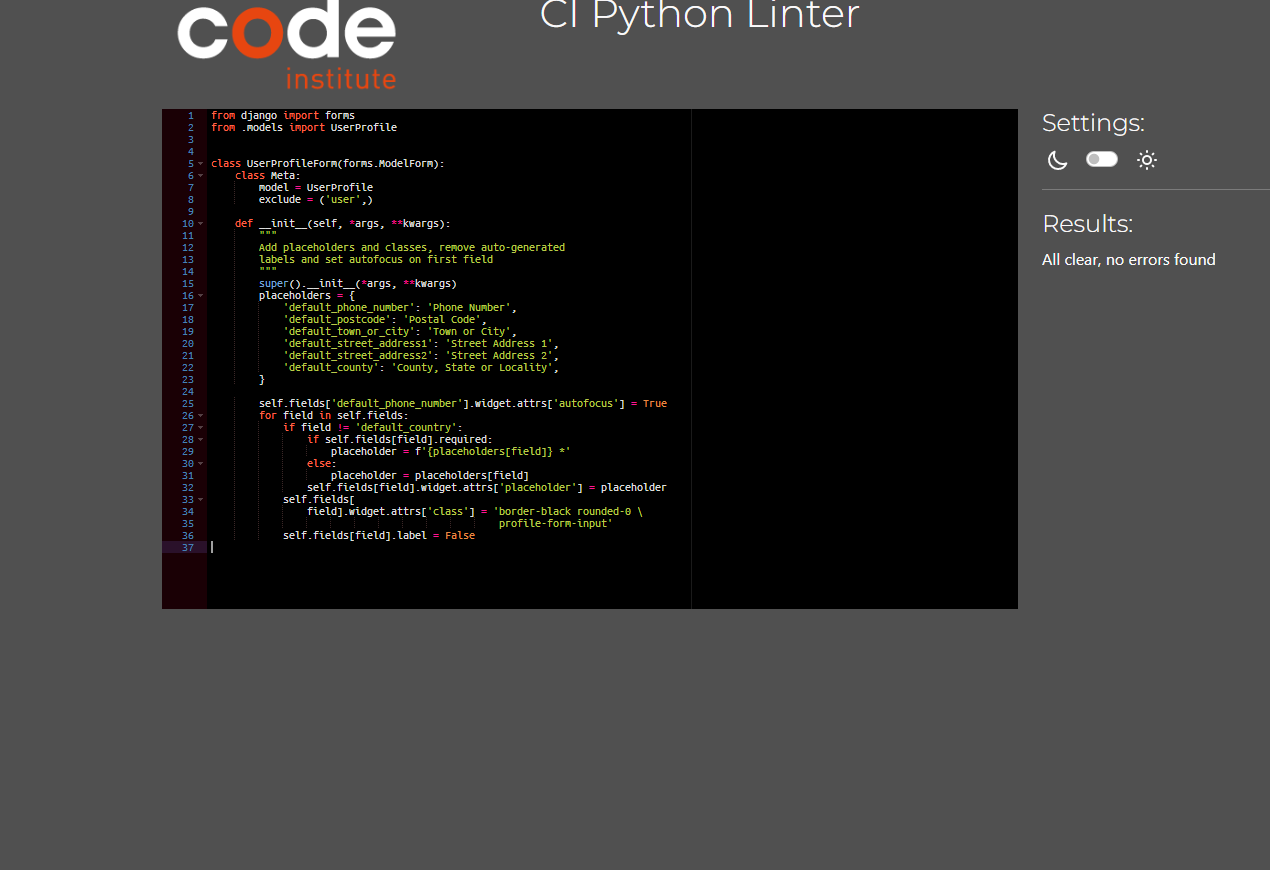 code
institute
CI Python Linter
Settings:
Results:
All clear, no errors found
1 from django import forms
2 from .models import UserProfile
3
4
5 class UserProfileForm(forms.ModelForm):
6     class Meta:
7         model = UserProfile
8         exclude = ('user',)
9
10     def __init__(self, *args, **kwargs):
11         """
12         Add placeholders and classes, remove auto-generated
13         labels and set autofocus on first field
14         """
15         super().__init__(*args, **kwargs)
16         placeholders = {
17             'default_phone_number': 'Phone Number',
18             'default_postcode': 'Postal Code',
19             'default_town_or_city': 'Town or City',
20             'default_street_address1': 'Street Address 1',
21             'default_street_address2': 'Street Address 2',
22             'default_county': 'County, State or Locality',
23         }
24
25         self.fields['default_phone_number'].widget.attrs['autofocus'] = True
26         for field in self.fields:
27             if field != 'default_country':
28                 if self.fields[field].required:
29                     placeholder = f'{placeholders[field]} *'
30                 else:
31                     placeholder = placeholders[field]
32                 self.fields[field].widget.attrs['placeholder'] = placeholder
33             self.fields[
34                 field].widget.attrs['class'] = 'border-black rounded-0 \
35                                                 profile-form-input'
36             self.fields[field].label = False
37